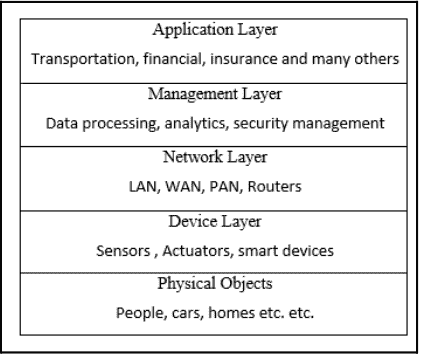 Application Layer
Transportation, financial, insurance and many others
Management Layer
Data processing, analytics, security management
Network Layer
LAN, WAN, PAN, Routers
Device Layer
Sensors , Actuators, smart devices
Physical Objects
People, cars, homes etc. etc.